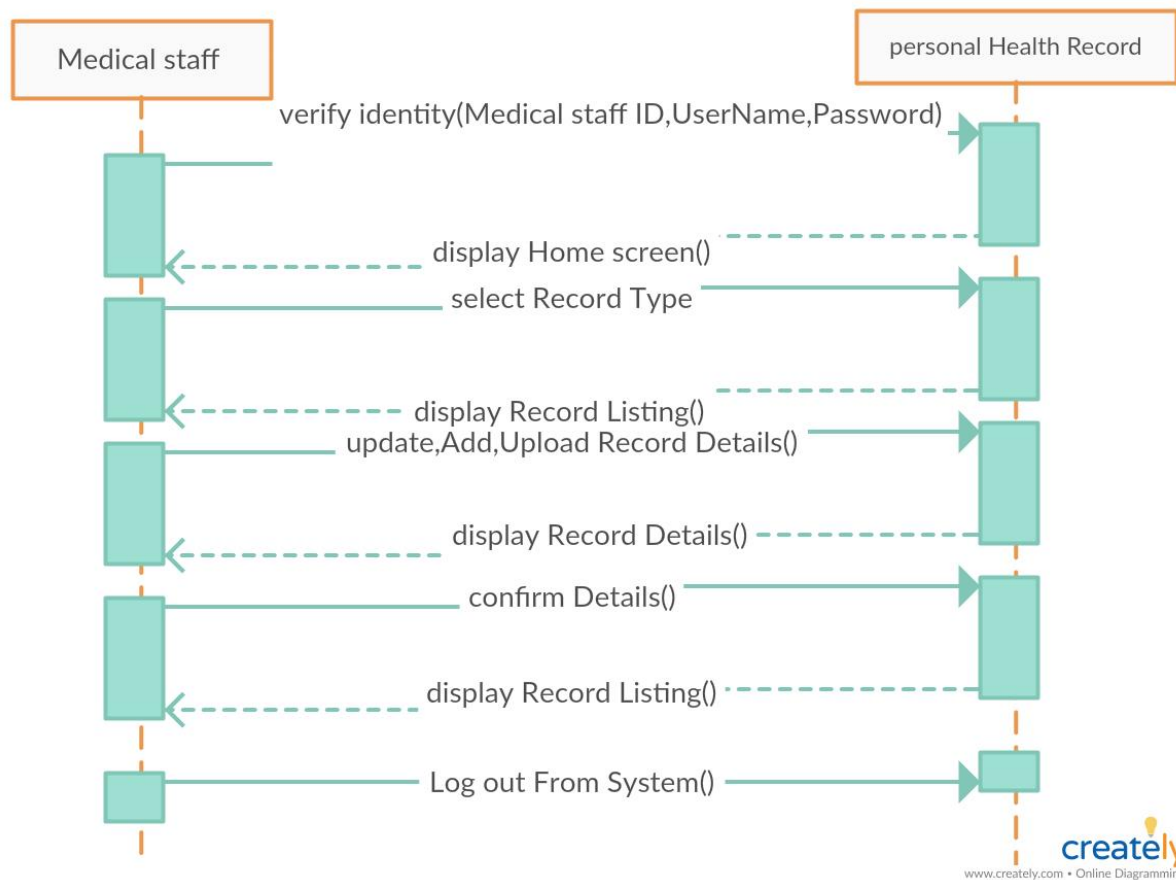 Medical staff
personal Health Record
verify identity(Medical staff ID,UserName,Password)
display Home screen()
select Record Type
display Record Listing()
update,Add,Upload Record Details()
display Record Details()
confirm Details()
display Record Listing()
Log out From System()
creately
www.creately.com • Online Diagramming